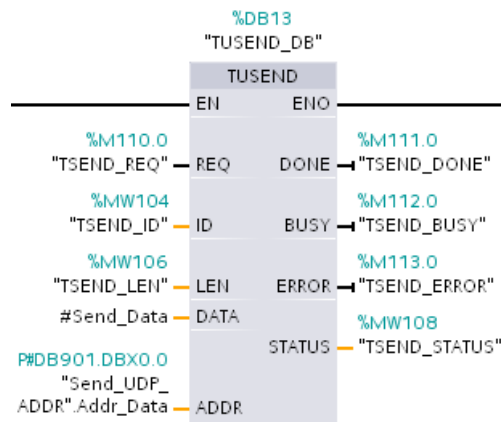 %DB13
"TUSEND_DB"
TUSEND
EN ENO
%M110.0 %M111.0
"TSEND_REQ" REQ DONE "TSEND_DONE"
%MW104 %M112.0
"TSEND_ID" ID BUSY "TSEND_BUSY"
%MW106 %M113.0
"TSEND_LEN" LEN ERROR "TSEND_ERROR"
#Send_Data DATA %MW108
STATUS "TSEND_STATUS"
P#DB901.DBX0.0
"Send_UDP_
ADDR".Addr_Data ADDR